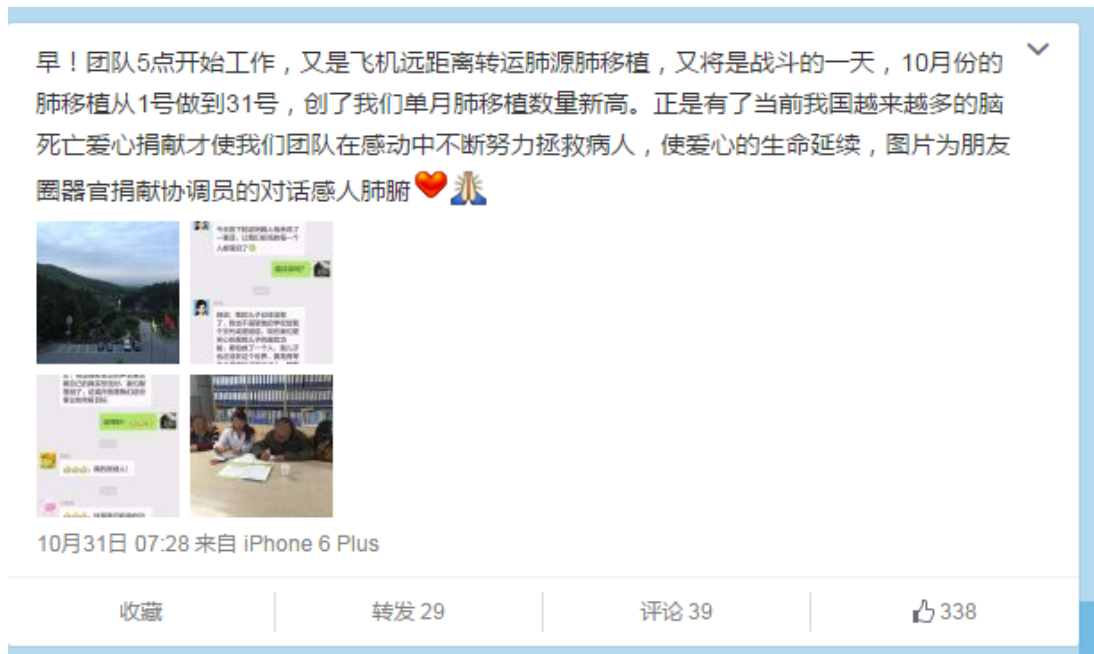 早！团队5点开始工作，又是飞机远距离转运肺源肺移植，又将是战斗的一天，10月份的
肺移植从1号做到31号，创了我们单月肺移植数量新高。正是有了当前我国越来越多的脑
死亡爱心捐献才使我们团队在感动中不断努力拯救病人，使爱心的生命延续，图片为朋友
圈器官捐献协调员的对话感人肺腑❤️🙏
10月31日 07:28 来自 iPhone 6 Plus
收藏
转发 29
评论 39
338